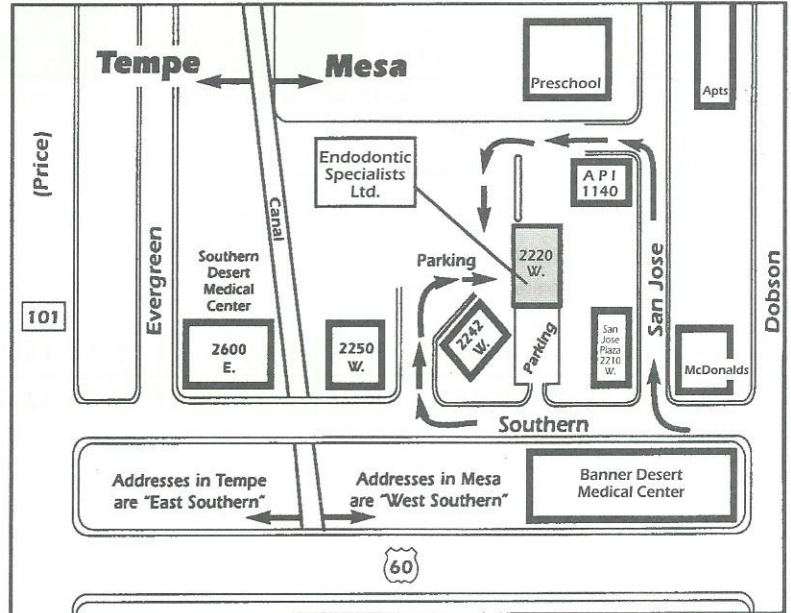 Tempe
Mesa
Preschool
Apts
(Price)
Endodontic
Specialists
Ltd.
API
1140
Canal
Southern
Desert
Medical
Center
Parking
2220
W.
Evergreen
San Jose
Dobson
101
2600
E.
2250
W.
2242
W.
Parking
San
Jose
Plaza
2210
W.
McDonalds
Southern
Addresses in Tempe
are "East Southern"
Addresses in Mesa
are "West Southern"
Banner Desert
Medical Center
60